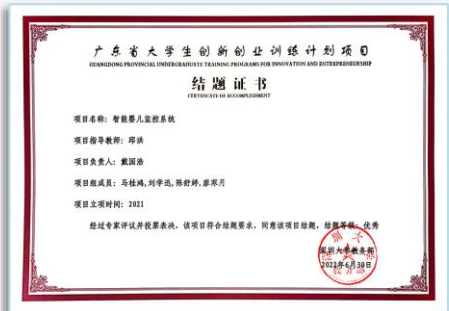 广东省大学生创新创业训练计划项目
GUANGDONG PROVINCIAL UNDERGRADUATE TRAINING PROGRAMS FOR INNOVATION AND ENTREPRENEURSHIP
结题证书
CERTIFICATE OF ACCOMPLISHMENT
项目名称：智能婴儿监控系统
项目指导教师：邱洪
项目负责人：戴国浩
项目组成员：马桂鸿,刘学迅,陈舒婷,廖寒月
项目立项时间：2021
经过专家评议并投票表决，该项目符合结题要求，同意该项目结题，结题等级：优秀
深圳大学教务部
2022年6月30日